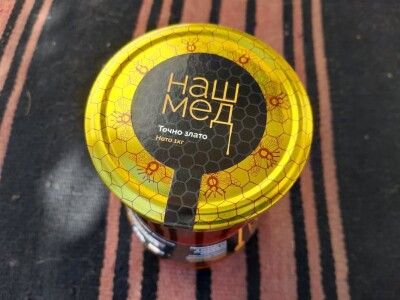 наш
мед
Точно злато
Нето 1кг